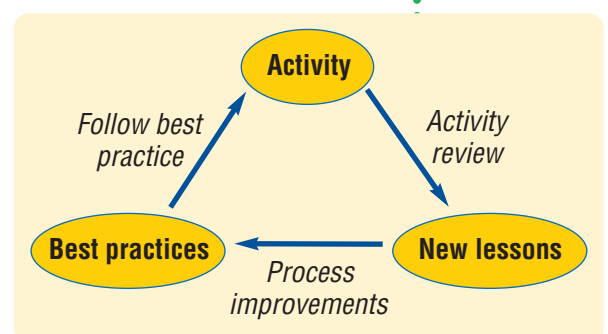 Activity
Follow best
practice
Activity
review
Best practices
New lessons
Process
improvements